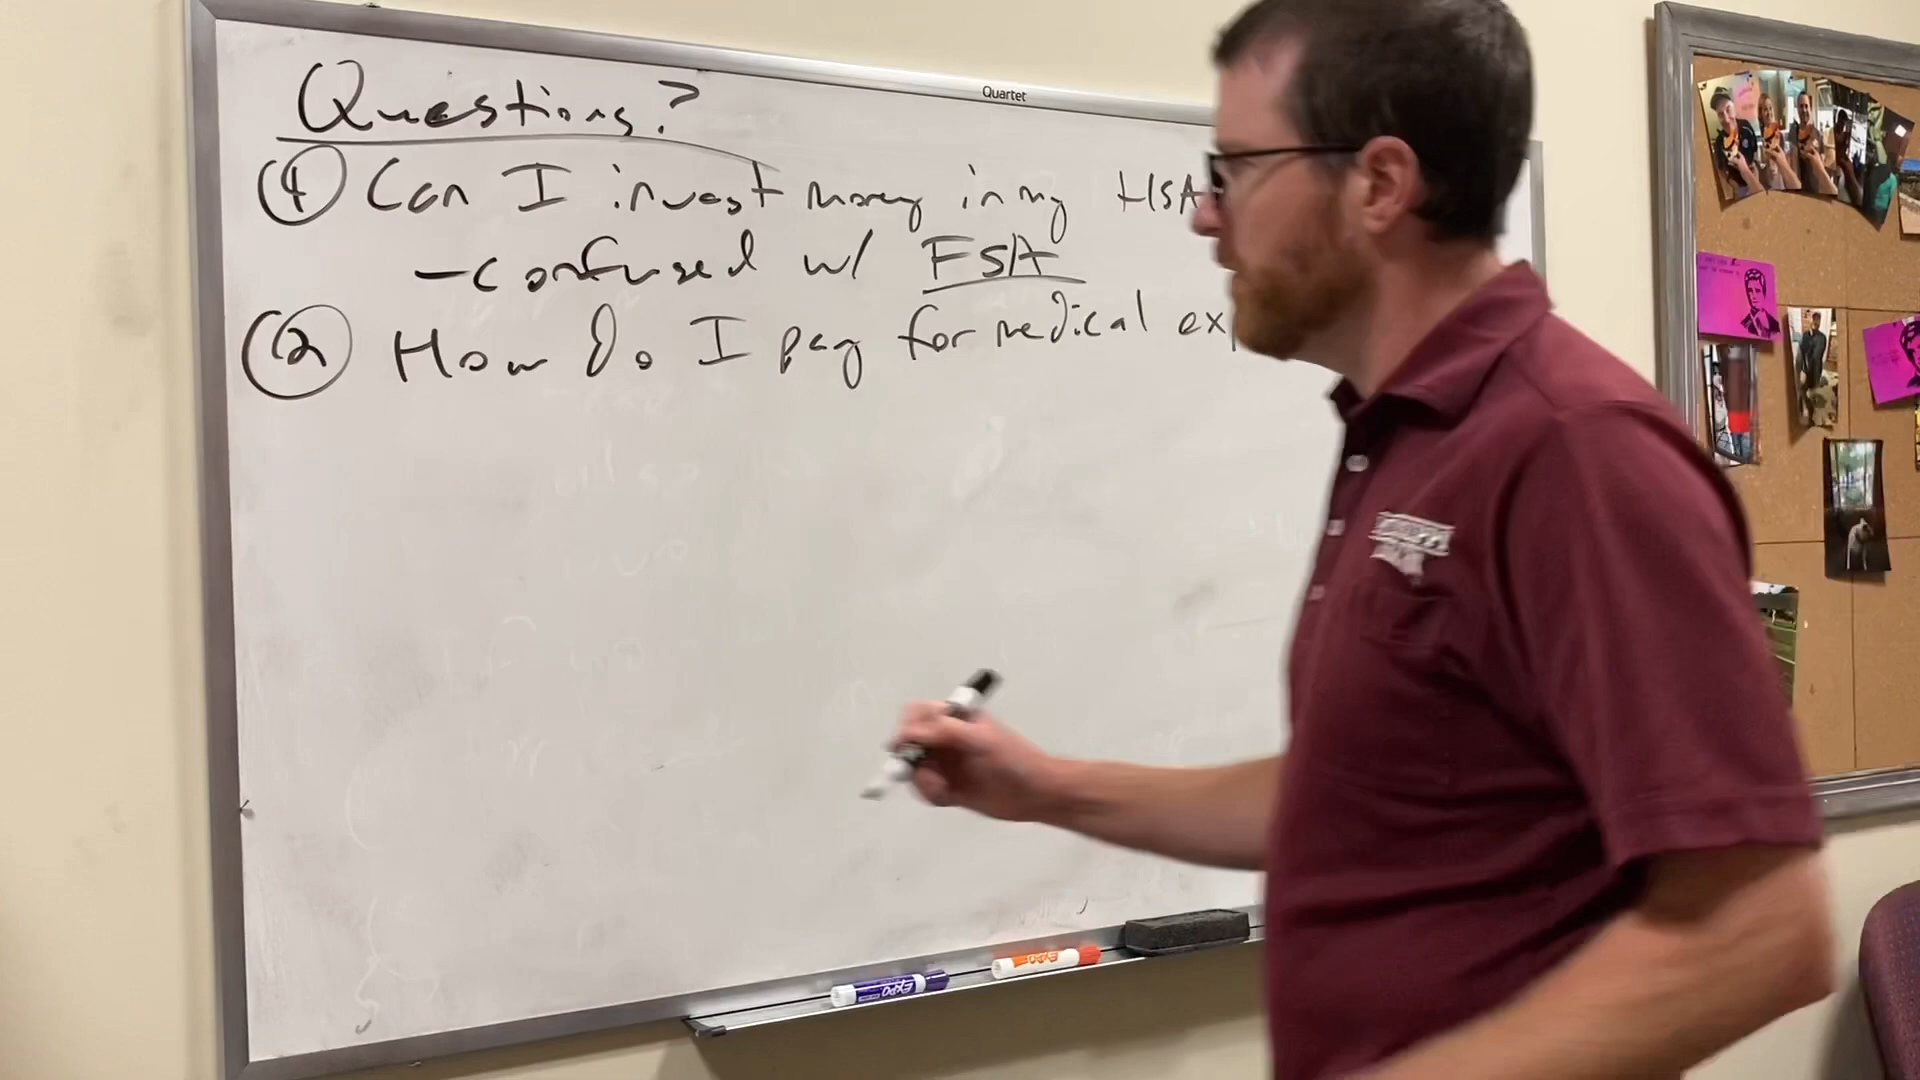 Quartet
Questions?
① Can I invest money in my HSA
- confused w/ FSA
② How do I pay for medical exp
EXPO
EXPO